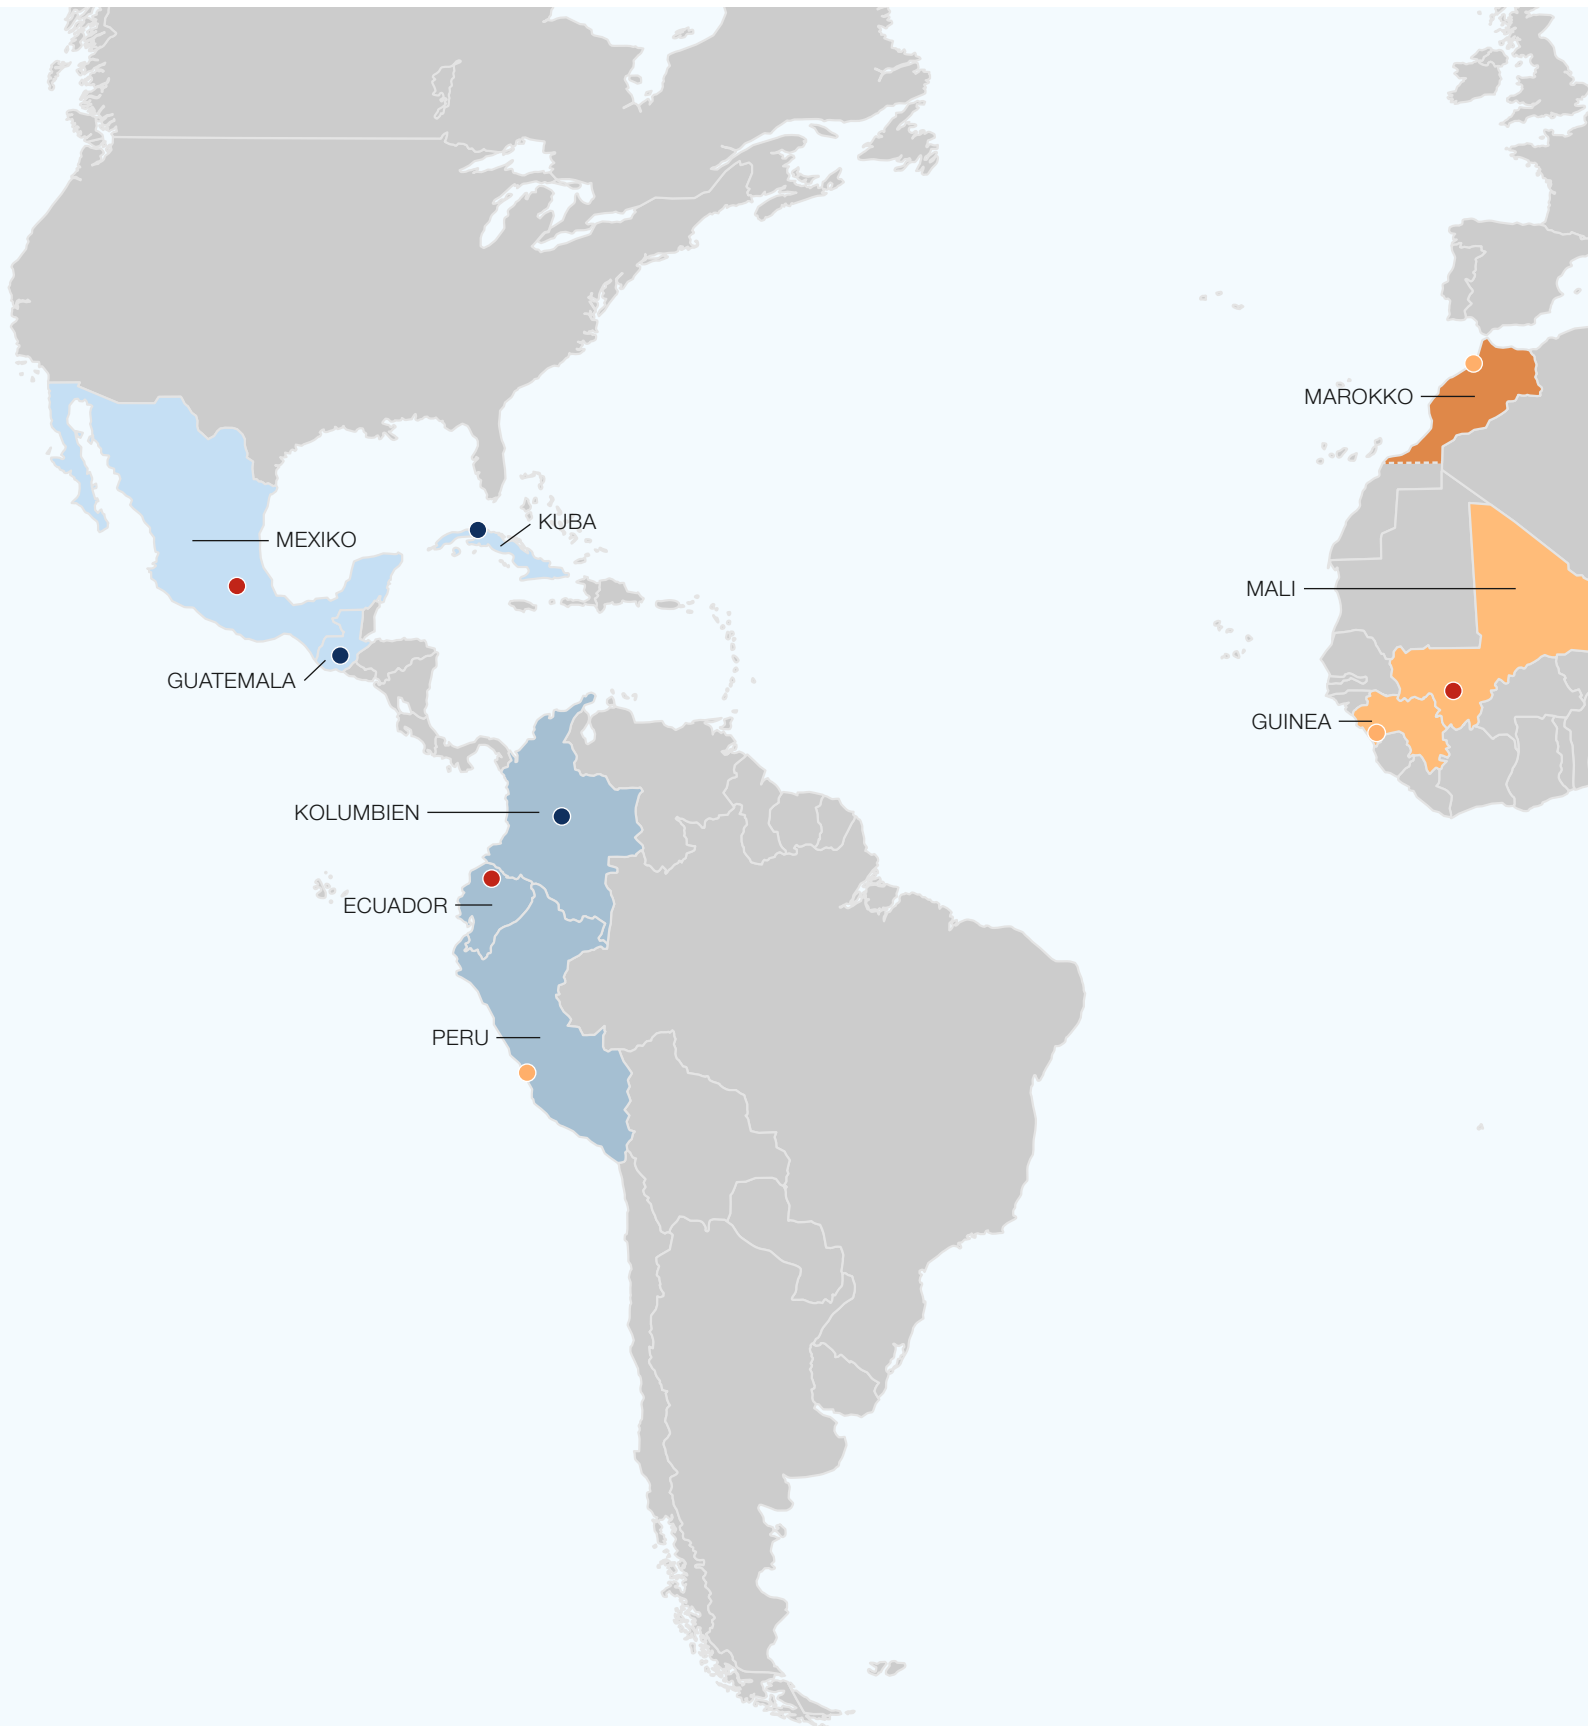 MAROKKO
KUBA
MEXIKO
MALI
GUATEMALA
GUINEA
KOLUMBIEN
ECUADOR
PERU